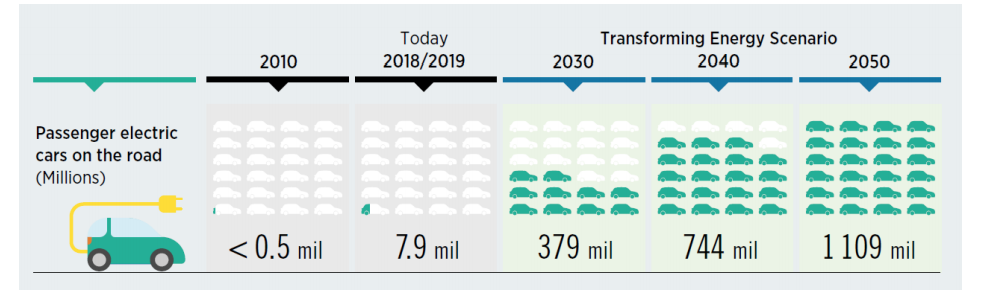 Today
Transforming Energy Scenario
2010
2018/2019
2030
2040
2050
Passenger electric
cars on the road
(Millions)
< 0.5 mil
7.9 mil
379 mil
744 mil
1 109 mil